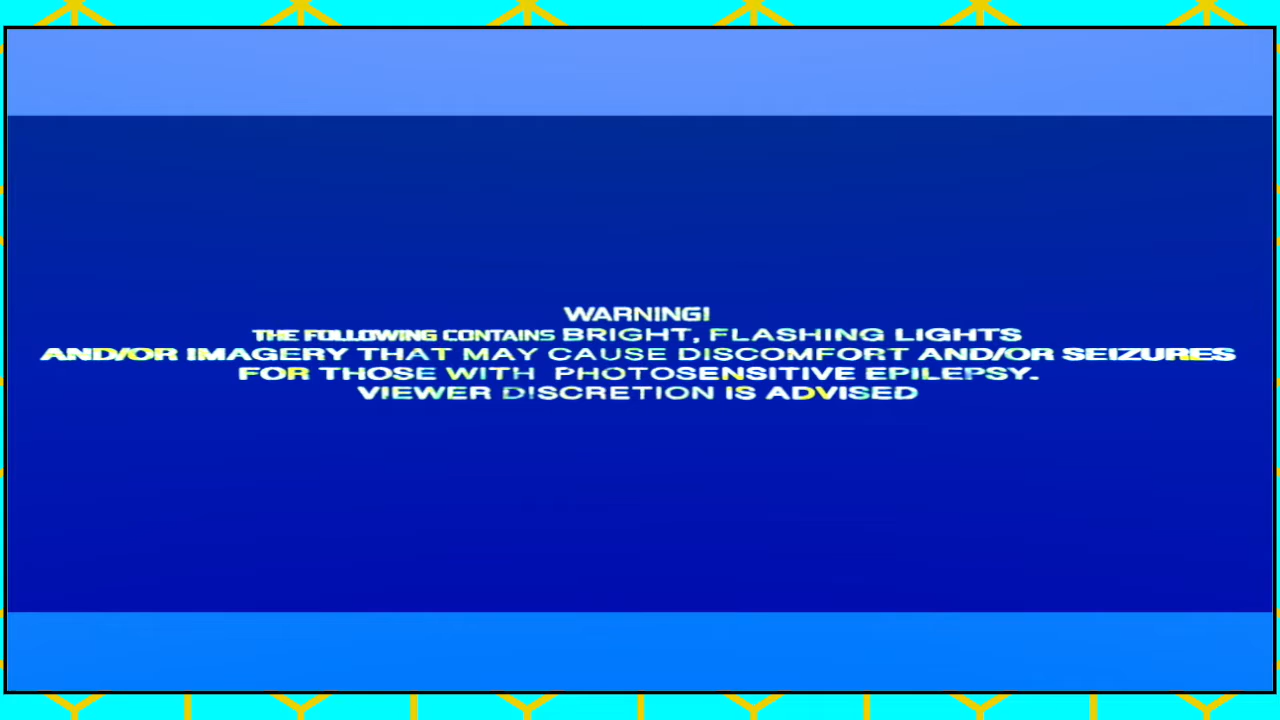 WARNING!
THE FOLLOWING CONTAINS BRIGHT, FLASHING LIGHTS
AND/OR IMAGERY THAT MAY CAUSE DISCOMFORT AND/OR SEIZURES
FOR THOSE WITH PHOTOSENSITIVE EPILEPSY.
VIEWER DISCRETION IS ADVISED